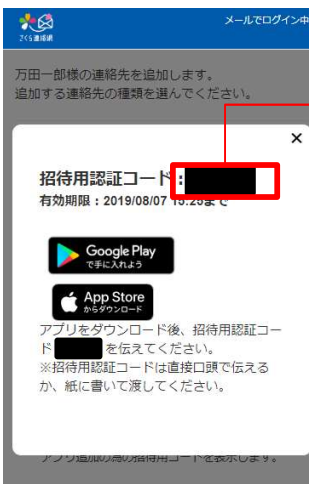 さくら連絡網
メールでログイン中
万田一郎様の連絡先を追加します。
追加する連絡先の種類を選んでください。
×
招待用認証コード:
有効期限:2019/08/07 15:25まで
Google Play
で手に入れよう
App Store
からダウンロード
アプリをダウンロード後、招待用認証コー
ド を伝えてください。
※招待用認証コードは直接口頭で伝える
か、紙に書いて渡してください。
アプリ追加の為の招待用コードを表示します。